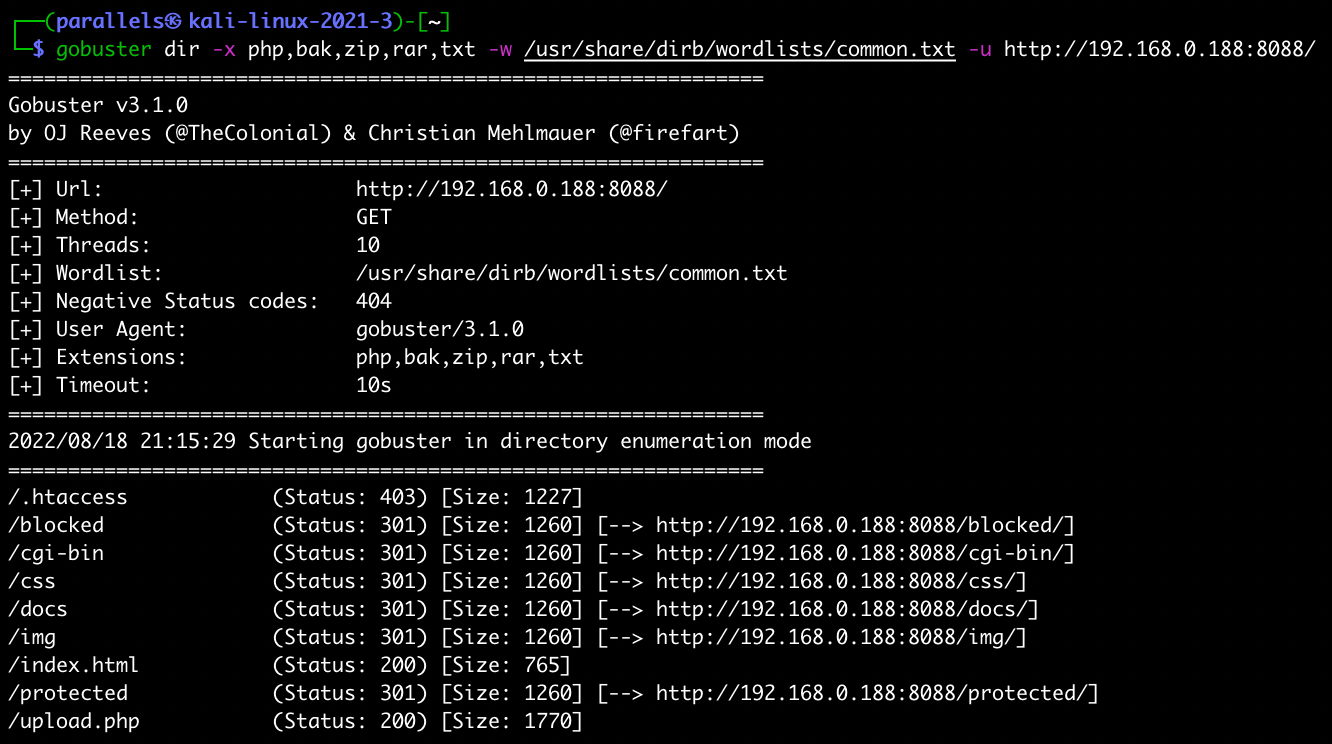 ┌──(parallels㉿kali-linux-2021-3)-[~]
└─$ gobuster dir -x php,bak,zip,rar,txt -w /usr/share/dirb/wordlists/common.txt -u http://192.168.0.188:8088/
===============================================================
Gobuster v3.1.0
by OJ Reeves (@TheColonial) & Christian Mehlmauer (@firefart)
===============================================================
[+] Url:                     http://192.168.0.188:8088/
[+] Method:                  GET
[+] Threads:                 10
[+] Wordlist:                /usr/share/dirb/wordlists/common.txt
[+] Negative Status codes:   404
[+] User Agent:              gobuster/3.1.0
[+] Extensions:              php,bak,zip,rar,txt
[+] Timeout:                 10s
===============================================================
2022/08/18 21:15:29 Starting gobuster in directory enumeration mode
===============================================================
/.htaccess            (Status: 403) [Size: 1227]
/blocked              (Status: 301) [Size: 1260] [--> http://192.168.0.188:8088/blocked/]
/cgi-bin              (Status: 301) [Size: 1260] [--> http://192.168.0.188:8088/cgi-bin/]
/css                  (Status: 301) [Size: 1260] [--> http://192.168.0.188:8088/css/]
/docs                 (Status: 301) [Size: 1260] [--> http://192.168.0.188:8088/docs/]
/img                  (Status: 301) [Size: 1260] [--> http://192.168.0.188:8088/img/]
/index.html           (Status: 200) [Size: 765]
/protected            (Status: 301) [Size: 1260] [--> http://192.168.0.188:8088/protected/]
/upload.php           (Status: 200) [Size: 1770]